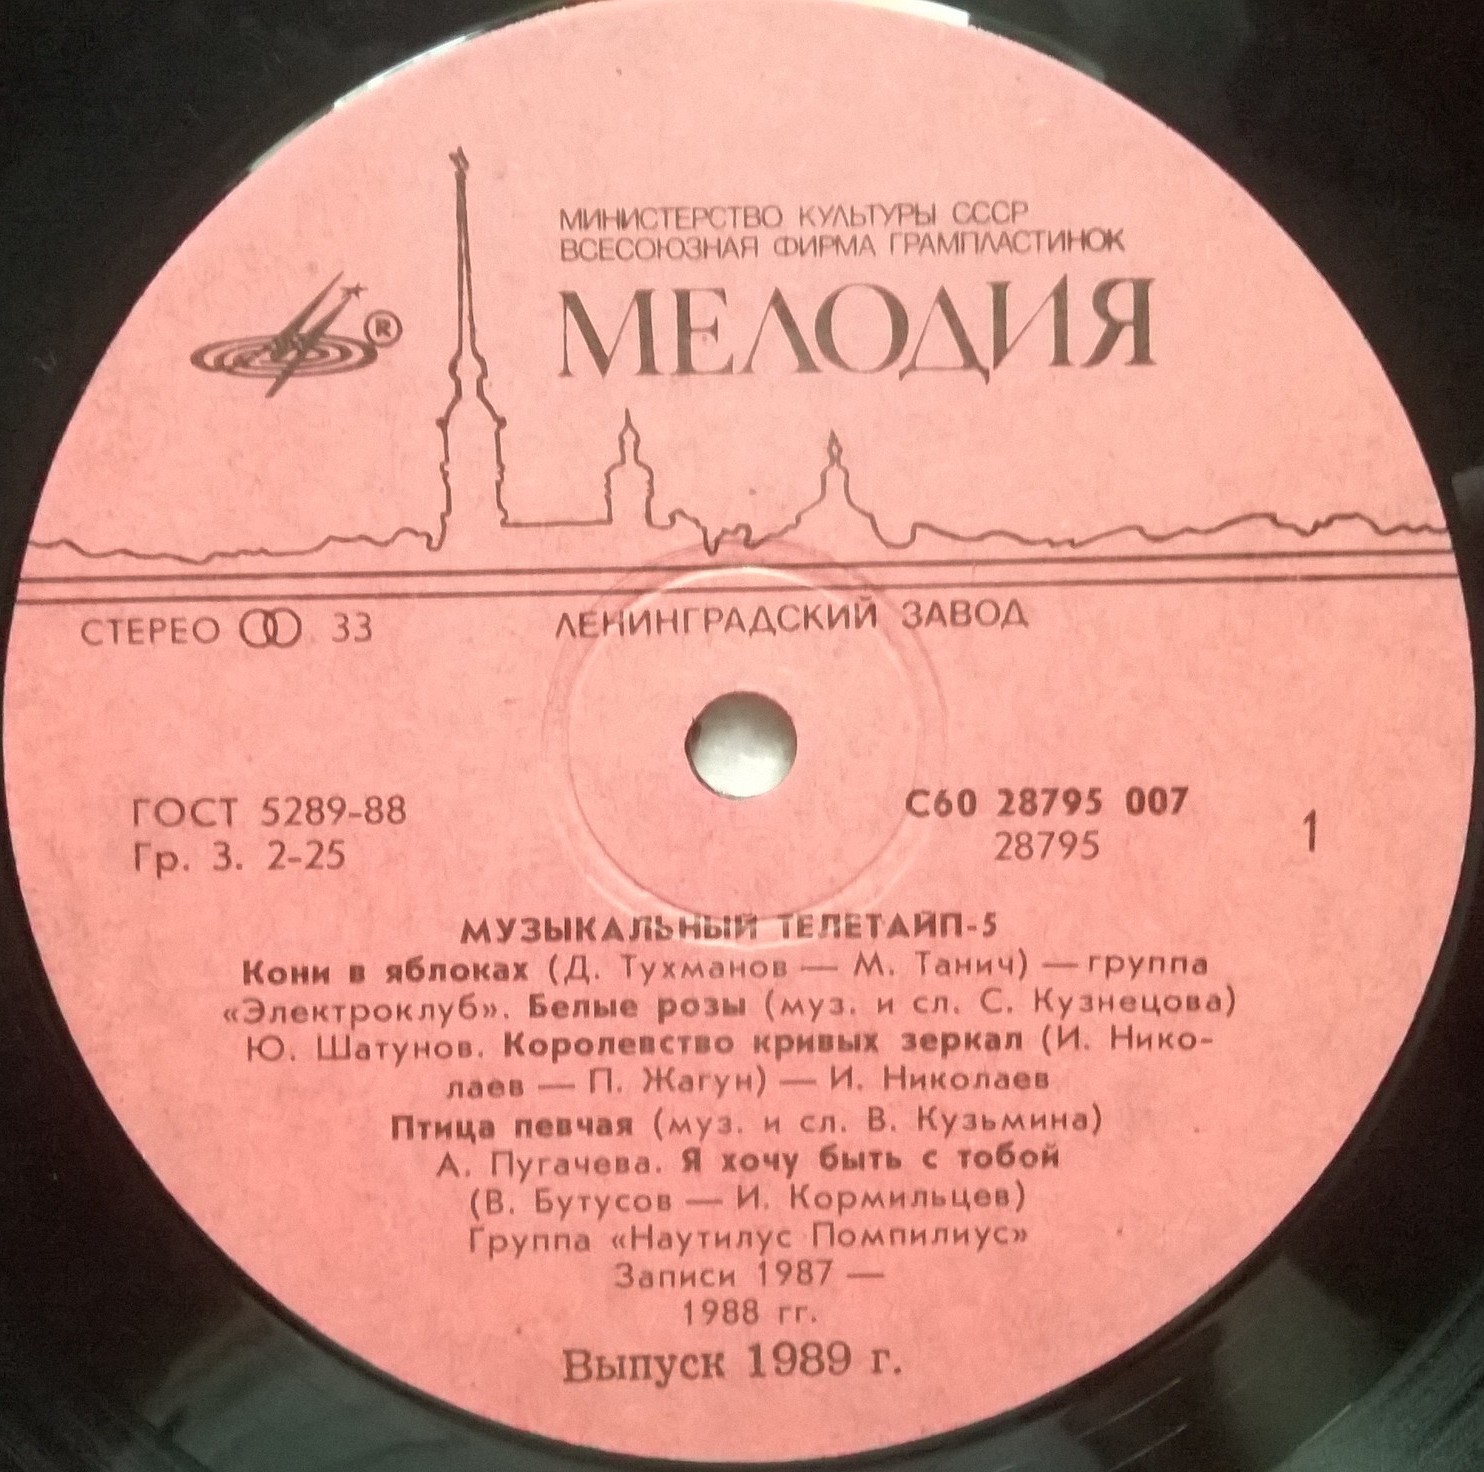 МИНИСТЕРСТВО КУЛЬТУРЫ СССР
ВСЕСОЮЗНАЯ ФИРМА ГРАМПЛАСТИНОК
МЕЛОДИЯ
®
СТЕРЕО 33
ЛЕНИНГРАДСКИЙ ЗАВОД
ГОСТ 5289-88
Гр. 3. 2-25
С60 28795 007
28795
1
МУЗЫКАЛЬНЫЙ ТЕЛЕТАЙП-5
Кони в яблоках (Д. Тухманов — М. Танич) — группа
«Электроклуб». Белые розы (муз. и сл. С. Кузнецова)
Ю. Шатунов. Королевство кривых зеркал (И. Нико-
лаев — П. Жагун) — И. Николаев
Птица певчая (муз. и сл. В. Кузьмина)
А. Пугачева. Я хочу быть с тобой
(В. Бутусов — И. Кормильцев)
Группа «Наутилус Помпилиус»
Записи 1987 —
1988 гг.
Выпуск 1989 г.